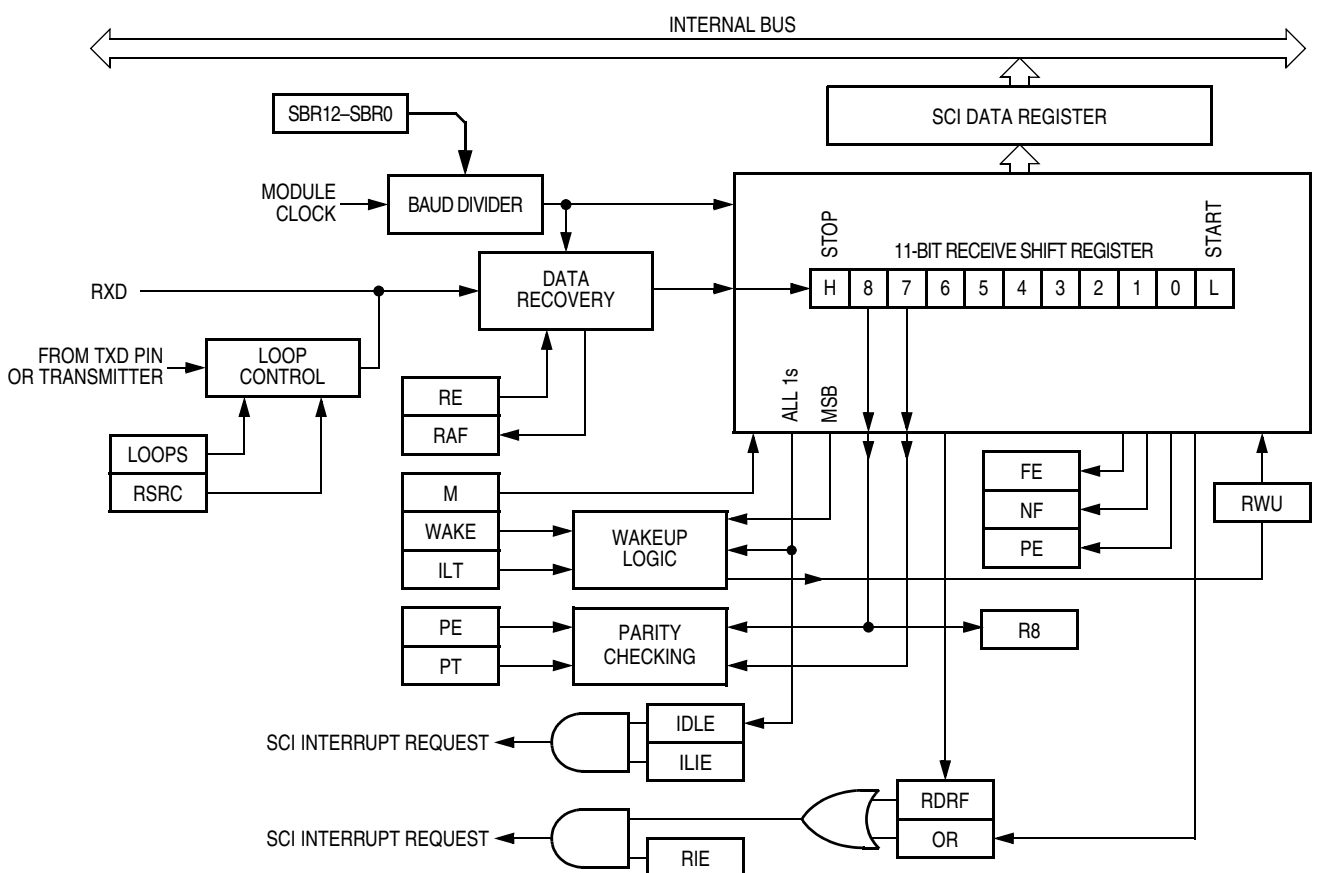 INTERNAL BUS
SBR12–SBR0
SCI DATA REGISTER
MODULE
CLOCK
BAUD DIVIDER
STOP
START
11-BIT RECEIVE SHIFT REGISTER
RXD
DATA
RECOVERY
H 8 7 6 5 4 3 2 1 0 L
FROM TXD PIN
OR TRANSMITTER
LOOP
CONTROL
ALL 1s
MSB
RE
RAF
LOOPS
RSRC
M
WAKE
ILT
WAKEUP
LOGIC
FE
NF
PE
RWU
PE
PT
PARITY
CHECKING
R8
SCI INTERRUPT REQUEST
IDLE
ILIE
RDRF
OR
SCI INTERRUPT REQUEST
RIE